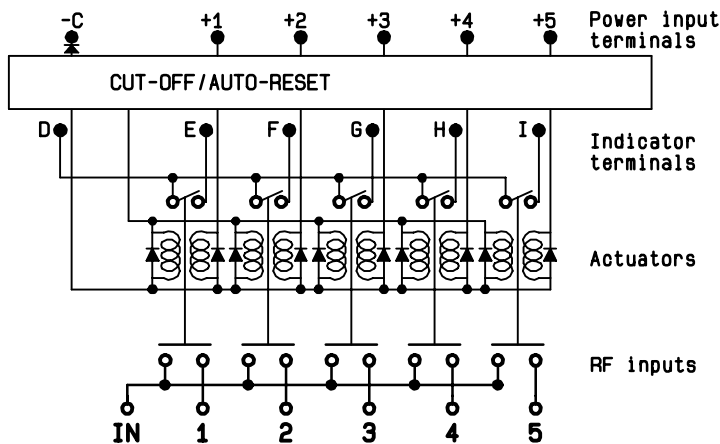 -C +1 +2 +3 +4 +5 Power input
terminals
CUT-OFF/AUTO-RESET
D E F G H I Indicator
terminals
Actuators
RF inputs
IN 1 2 3 4 5